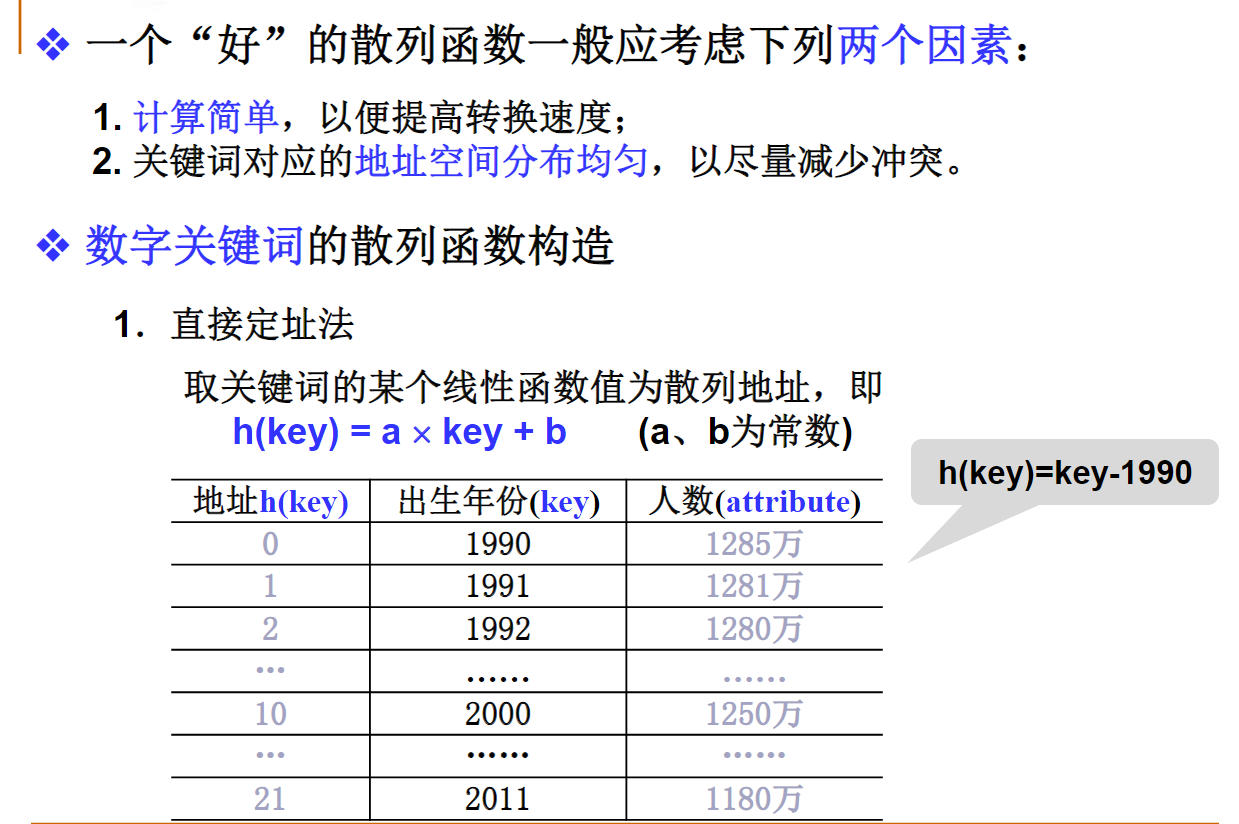 ❖ 一个“好”的散列函数一般应考虑下列两个因素：
1. 计算简单，以便提高转换速度；
2. 关键词对应的地址空间分布均匀，以尽量减少冲突。
❖ 数字关键词的散列函数构造
1. 直接定址法
取关键词的某个线性函数值为散列地址，即
h(key) = a × key + b (a、b为常数)
h(key)=key-1990
地址h(key) 出生年份(key) 人数(attribute)
0 1990 1285万
1 1991 1281万
2 1992 1280万
... ...... ......
10 2000 1250万
... ...... ......
21 2011 1180万